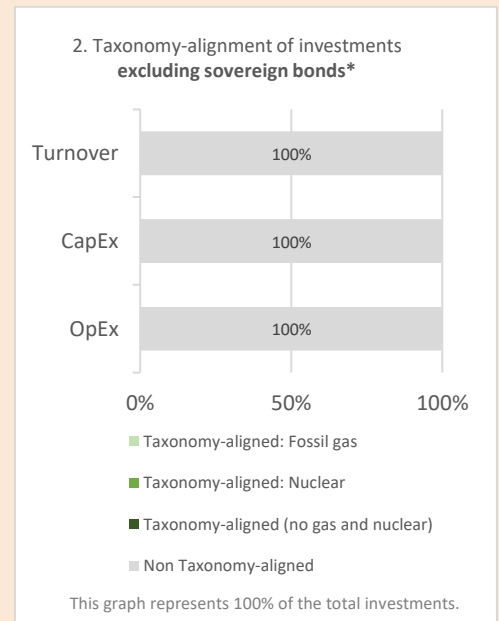 2. Taxonomy-alignment of investments
excluding sovereign bonds*
Turnover
100%
CapEx
100%
OpEx
100%
0%
50%
100%
Taxonomy-aligned: Fossil gas
Taxonomy-aligned: Nuclear
Taxonomy-aligned (no gas and nuclear)
Non Taxonomy-aligned
This graph represents 100% of the total investments.